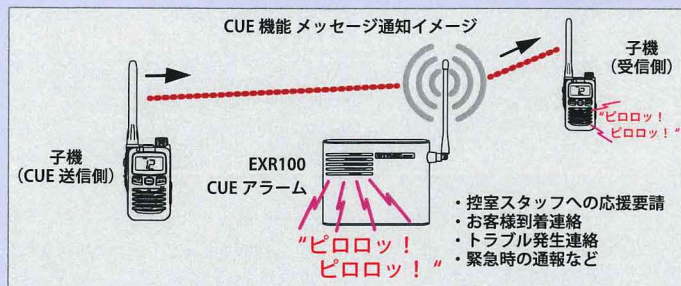 CUE 機能 メッセージ通知イメージ
子機
(受信側)
"ピロロッ!
ピロロッ!"
子機
(CUE 送信側)
EXR100
CUE アラーム
"ピロロッ!
ピロロッ!"
・控室スタッフへの応援要請
・お客様到着連絡
・トラブル発生連絡
・緊急時の通報など